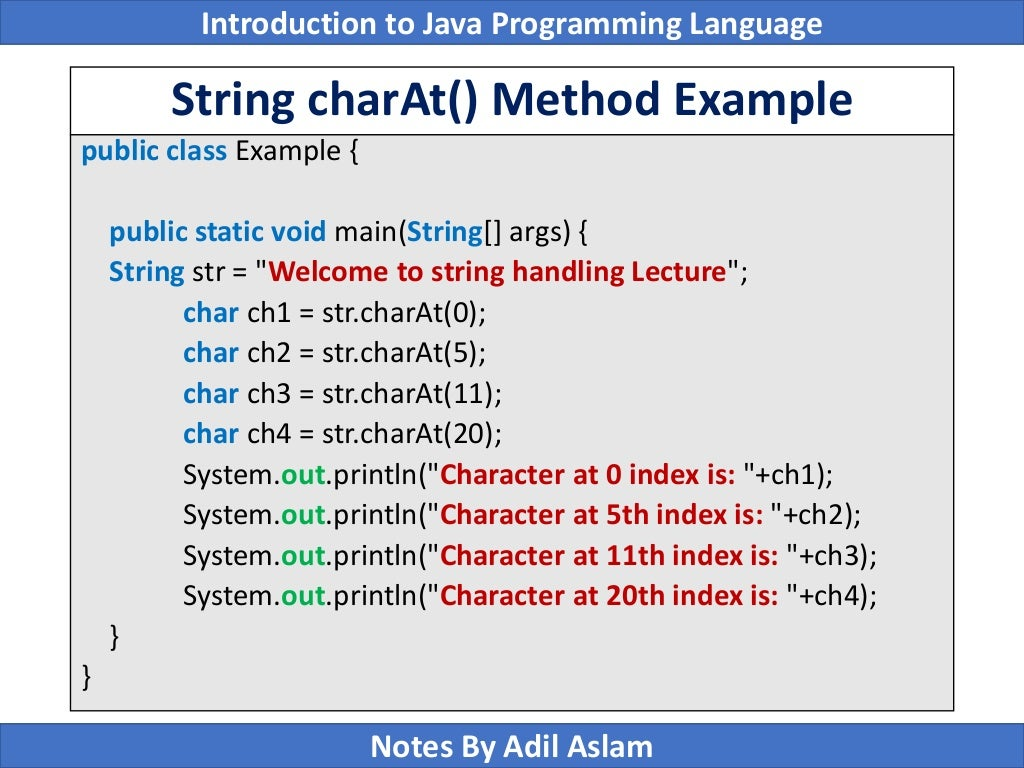 Introduction to Java Programming Language
String charAt() Method Example
public class Example {
public static void main(String[] args) {
String str = "Welcome to string handling Lecture";
char ch1 = str.charAt(0);
char ch2 = str.charAt(5);
char ch3 = str.charAt(11);
char ch4 = str.charAt(20);
System.out.println("Character at 0 index is: "+ch1);
System.out.println("Character at 5th index is: "+ch2);
System.out.println("Character at 11th index is: "+ch3);
System.out.println("Character at 20th index is: "+ch4);
}
}
Notes By Adil Aslam